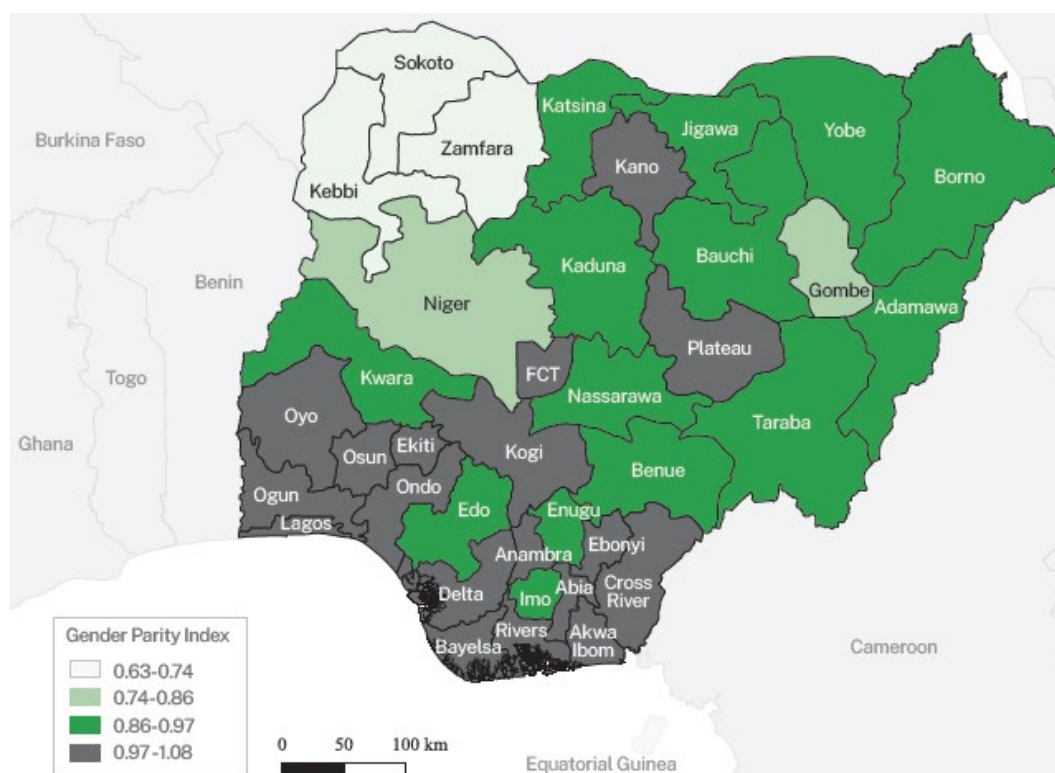 Sokoto
Katsina
Jigawa
Yobe
Burkina Faso
Zamfara
Kano
Borno
Kebbi
Benin
Kaduna
Bauchi
Gombe
Adamawa
Niger
Plateau
Togo
Kwara
FCT
Nassarawa
Taraba
Ghana
Oyo
Ekiti
Osun
Kogi
Benue
Ogun
Ondo
Edo
Enugu
Lagos
Anambra
Ebonyi
Delta
Imo
Abia
Cross
River
Rivers
Akwa
Ibom
Bayelsa
Cameroon
Gender Parity Index
0.63-0.74
0.74-0.86
0.86-0.97
0.97-1.08
0 50 100 km
Equatorial Guinea